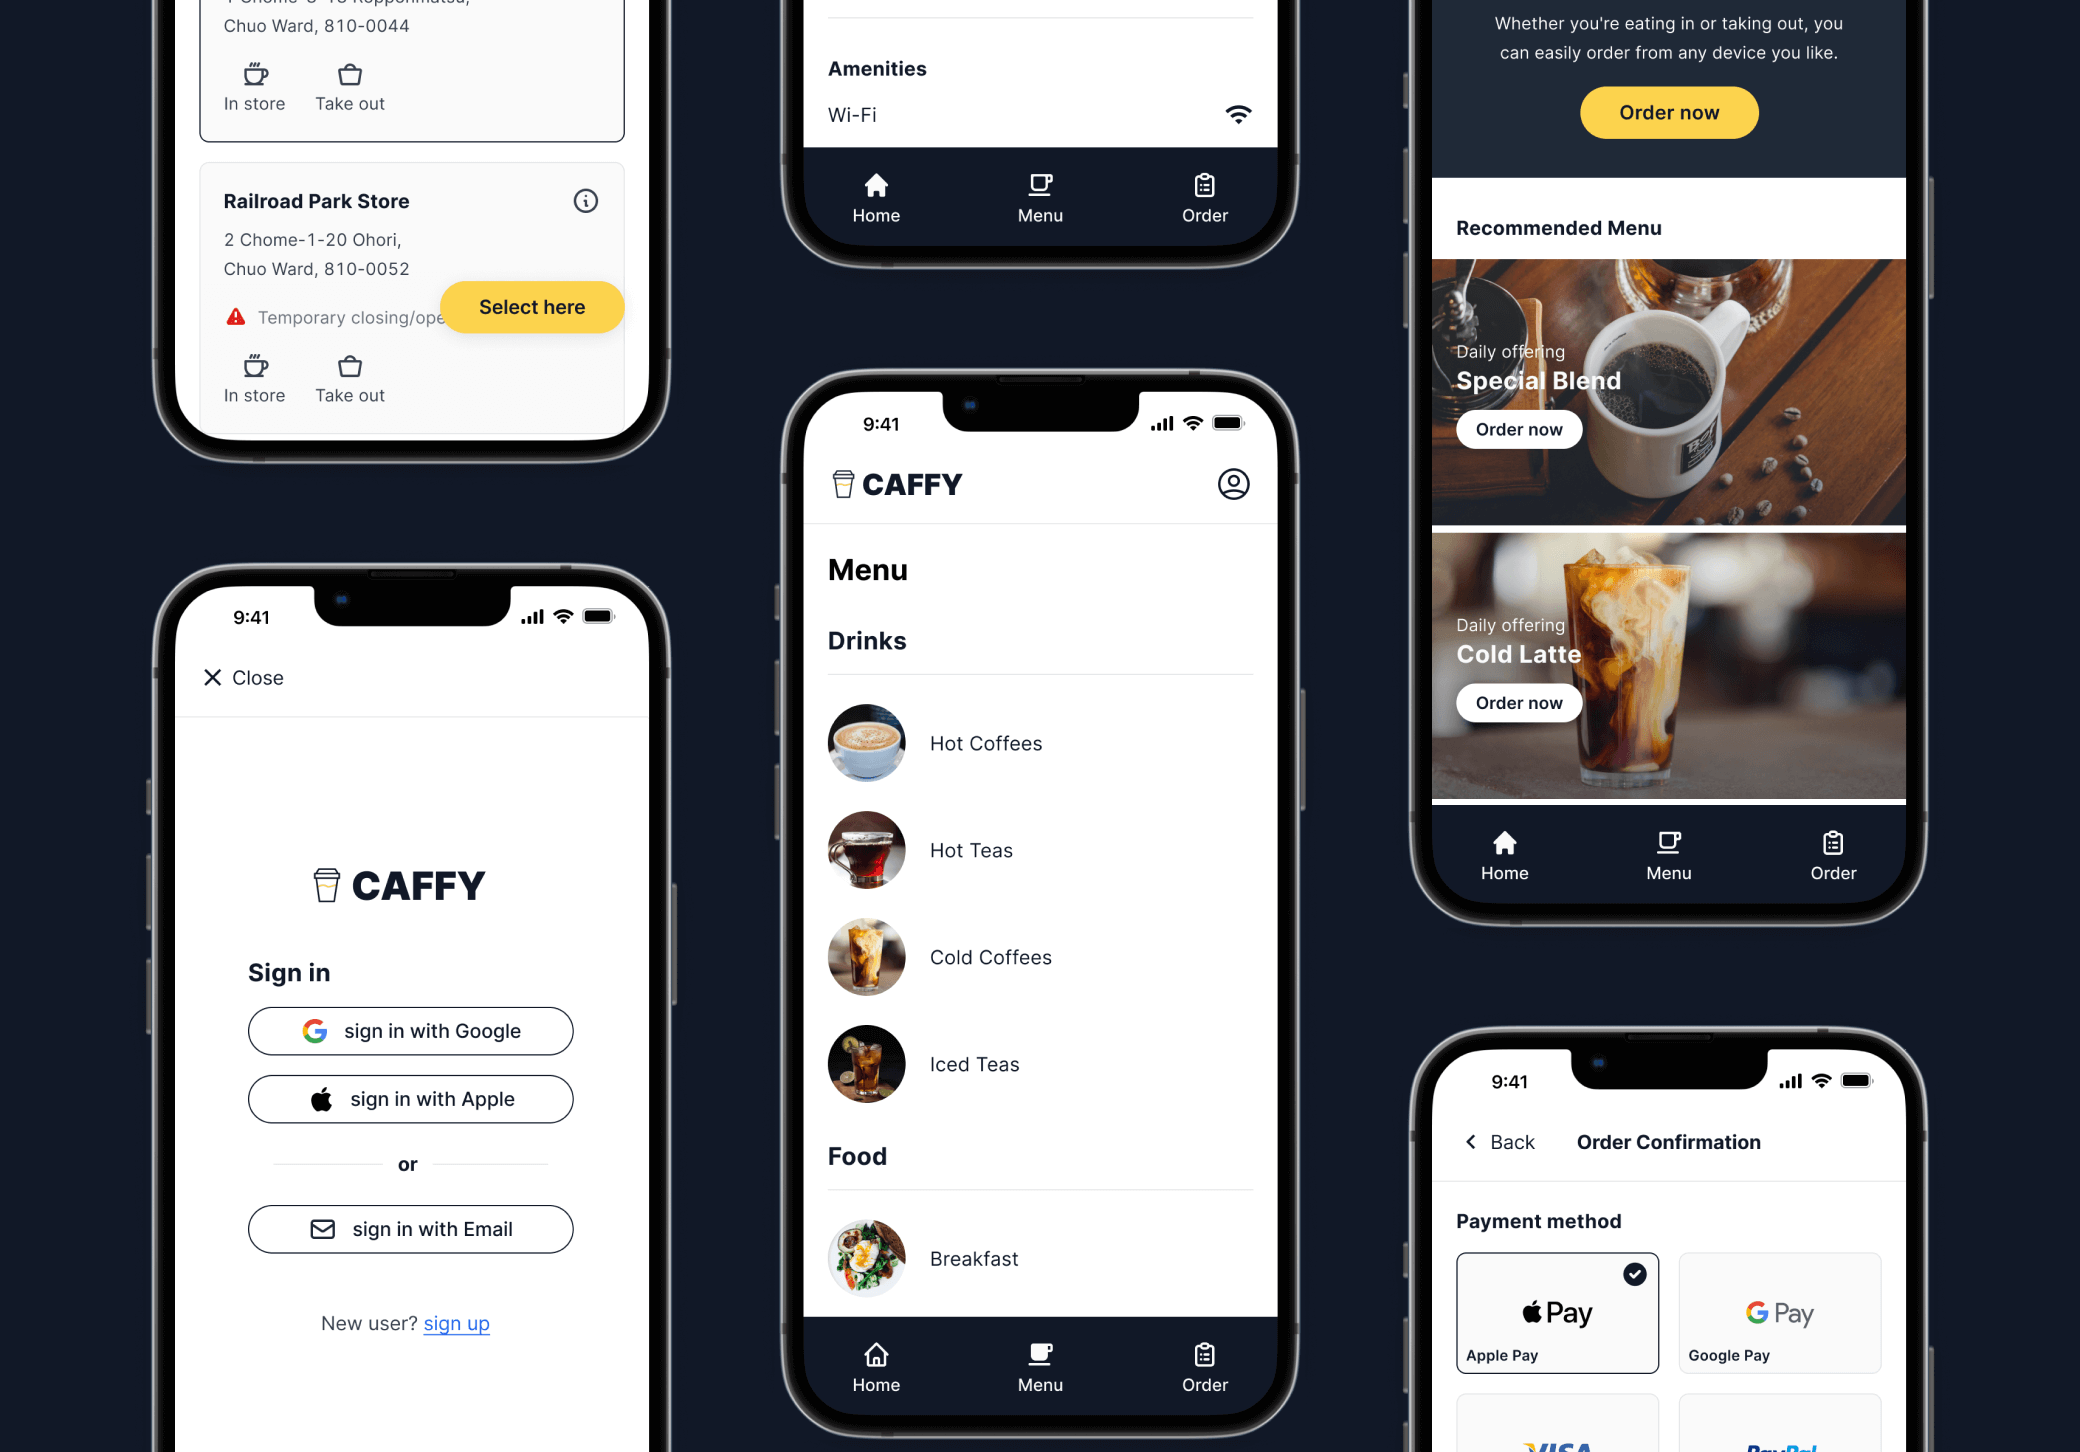 Chuo Ward, 810-0044
In store
Take out
Railroad Park Store
2 Chome-1-20 Ohori,
Chuo Ward, 810-0052
Temporary closing/ope
Select here
In store
Take out
9:41
Close
CAFFY
Sign in
sign in with Google
sign in with Apple
or
sign in with Email
New user? sign up
Amenities
Wi-Fi
Home
Menu
Order
9:41
CAFFY
Menu
Drinks
Hot Coffees
Hot Teas
Cold Coffees
Iced Teas
Food
Breakfast
Home
Menu
Order
Whether you're eating in or taking out, you
can easily order from any device you like.
Order now
Recommended Menu
Daily offering
Special Blend
Order now
Daily offering
Cold Latte
Order now
Home
Menu
Order
9:41
Back
Order Confirmation
Payment method
Pay
Apple Pay
G Pay
Google Pay
VISA
PayPal